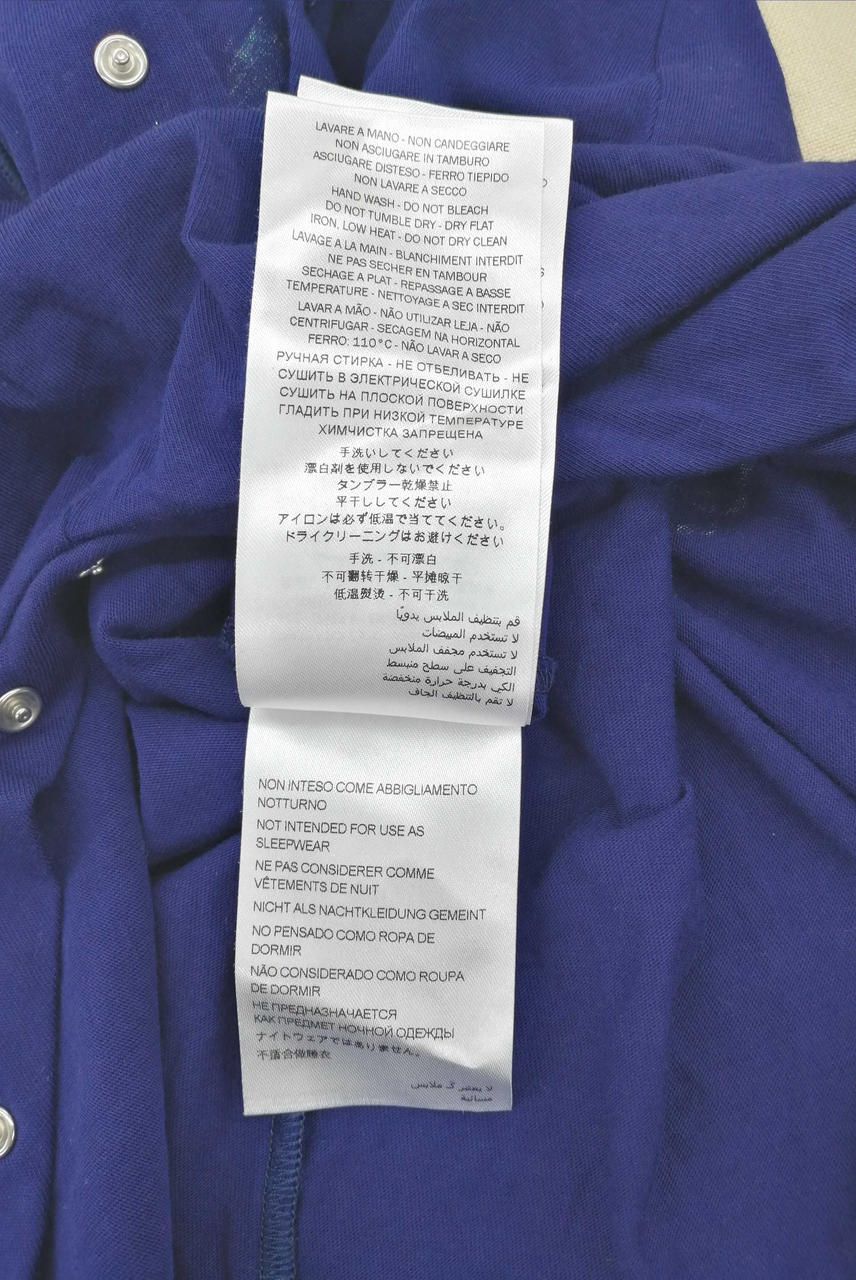 LAVARE A MANO - NON CANDEGGIARE
NON ASCIUGARE IN TAMBURO
ASCIUGARE DISTESO - FERRO TIEPIDO
NON LAVARE A SECCO
HAND WASH - DO NOT BLEACH
DO NOT TUMBLE DRY - DRY FLAT
IRON, LOW HEAT - DO NOT DRY CLEAN
LAVAGE A LA MAIN - BLANCHIMENT INTERDIT
NE PAS SECHER EN TAMBOUR
SECHAGE A PLAT - REPASSAGE A BASSE
TEMPERATURE - NETTOYAGE A SEC INTERDIT
LAVAR A MÃO - NÃO UTILIZAR LEJA - NÃO
CENTRIFUGAR - SECAGEM NA HORIZONTAL
FERRO: 110°C - NÃO LAVAR A SECO
РУЧНАЯ СТИРКА - НЕ ОТБЕЛИВАТЬ - НЕ
СУШИТЬ В ЭЛЕКТРИЧЕСКОЙ СУШИЛКЕ
СУШИТЬ НА ПЛОСКОЙ ПОВЕРХНОСТИ
ГЛАДИТЬ ПРИ НИЗКОЙ ТЕМПЕРАТУРЕ
ХИМЧИСТКА ЗАПРЕЩЕНА
手洗いしてください
漂白剤を使用しないでください
タンブラー乾燥禁止
平干ししてください
アイロンは必ず低温で当ててください。
ドライクリーニングはお避けください
手洗 - 不可漂白
不可翻转干燥 - 平摊晾干
低温熨烫 - 不可干洗
قم بتنظيف الملابس يدويًا
لا تستخدم المبيضات
لا تستخدم مجفف الملابس
التجفيف على سطح منبسط
الكي بدرجة حرارة منخفضة
لا تقم بالتنظيف الجاف
NON INTESO COME ABBIGLIAMENTO
NOTTURNO
NOT INTENDED FOR USE AS
SLEEPWEAR
NE PAS CONSIDERER COMME
VÊTEMENTS DE NUIT
NICHT ALS NACHTKLEIDUNG GEMEINT
NO PENSADO COMO ROPA DE
DORMIR
NÃO CONSIDERADO COMO ROUPA
DE DORMIR
НЕ ПРЕДНАЗНАЧАЕТСЯ
КАК ПРЕДМЕТ НОЧНОЙ ОДЕЖДЫ
ナイトウェアではありません。
不适合做睡衣
لا يعتبر ك ملابس
مسائية